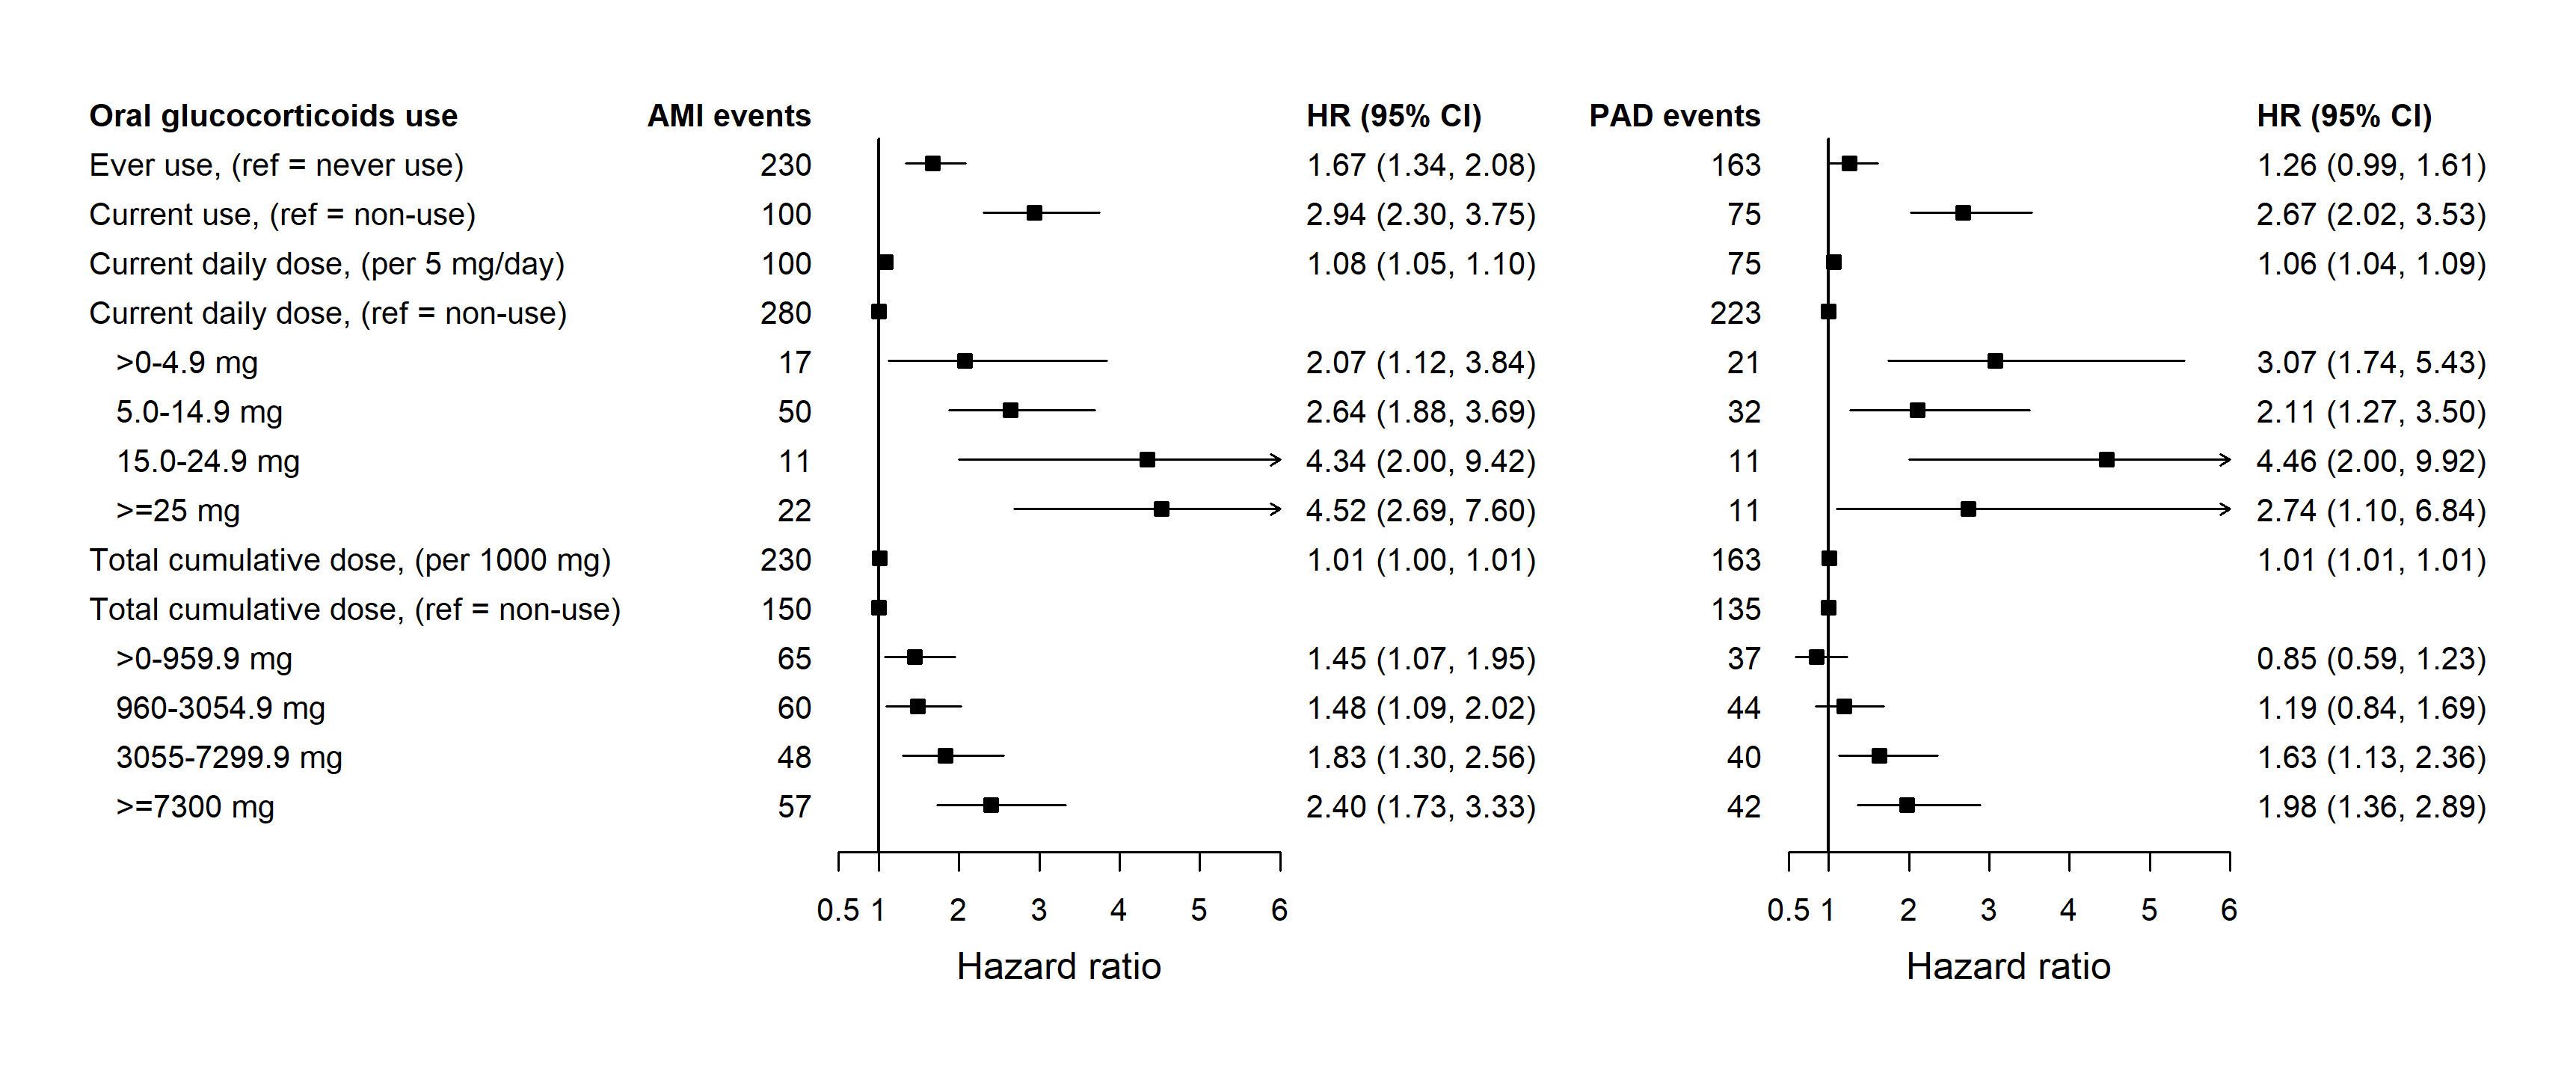 Oral glucocorticoids use AMI events HR (95% CI) PAD events HR (95% CI)
Ever use, (ref = never use) 230 1.67 (1.34, 2.08) 163 1.26 (0.99, 1.61)
Current use, (ref = non-use) 100 2.94 (2.30, 3.75) 75 2.67 (2.02, 3.53)
Current daily dose, (per 5 mg/day) 100 1.08 (1.05, 1.10) 75 1.06 (1.04, 1.09)
Current daily dose, (ref = non-use) 280 223
>0-4.9 mg 17 2.07 (1.12, 3.84) 21 3.07 (1.74, 5.43)
5.0-14.9 mg 50 2.64 (1.88, 3.69) 32 2.11 (1.27, 3.50)
15.0-24.9 mg 11 4.34 (2.00, 9.42) 11 4.46 (2.00, 9.92)
>=25 mg 22 4.52 (2.69, 7.60) 11 2.74 (1.10, 6.84)
Total cumulative dose, (per 1000 mg) 230 1.01 (1.00, 1.01) 163 1.01 (1.01, 1.01)
Total cumulative dose, (ref = non-use) 150 135
>0-959.9 mg 65 1.45 (1.07, 1.95) 37 0.85 (0.59, 1.23)
960-3054.9 mg 60 1.48 (1.09, 2.02) 44 1.19 (0.84, 1.69)
3055-7299.9 mg 48 1.83 (1.30, 2.56) 40 1.63 (1.13, 2.36)
>=7300 mg 57 2.40 (1.73, 3.33) 42 1.98 (1.36, 2.89)
0.5 1 2 3 4 5 6 0.5 1 2 3 4 5 6
Hazard ratio Hazard ratio